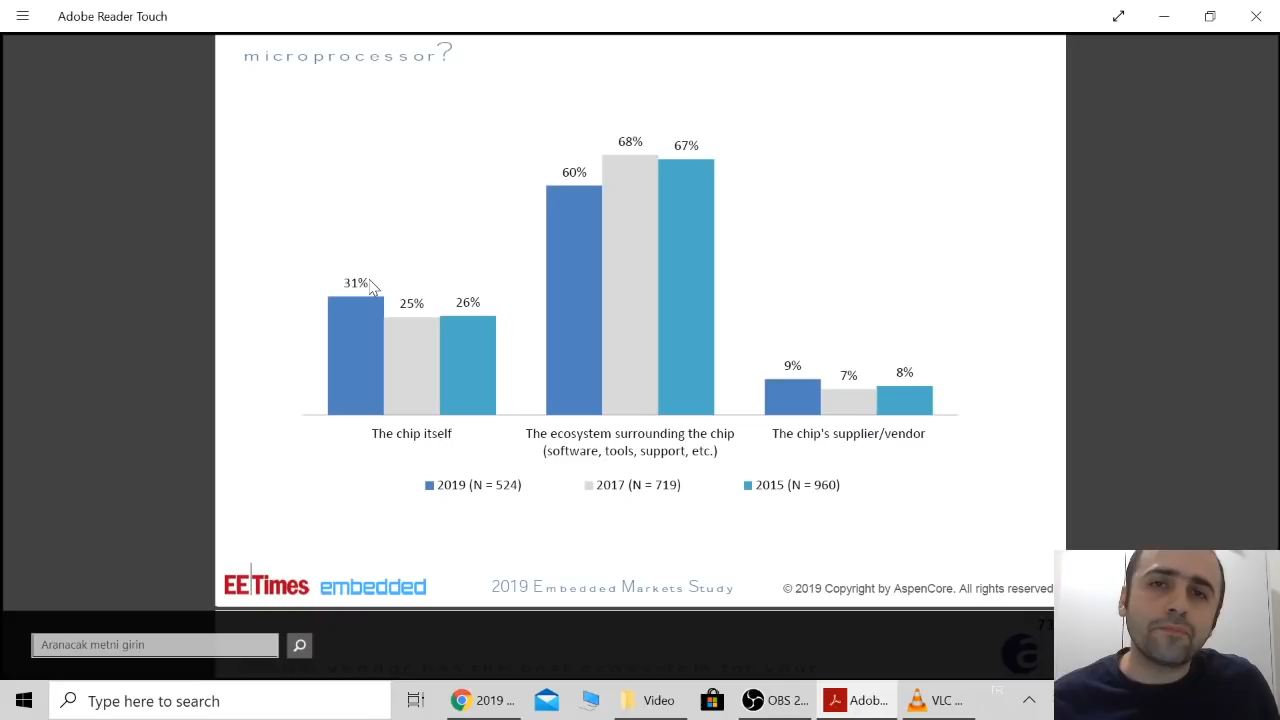 Adobe Reader Touch
microprocessor?
68%
67%
60%
31%
25%
26%
9%
7%
8%
The chip itself
The ecosystem surrounding the chip
(software, tools, support, etc.)
The chip's supplier/vendor
2019 (N = 524)
2017 (N = 719)
2015 (N = 960)
EETimes embedded
2019 Embedded Markets Study
© 2019 Copyright by AspenCore. All rights reserved
Aranacak metni girin
Type here to search
2019 ...
Video
OBS 2...
Adob...
VLC ...